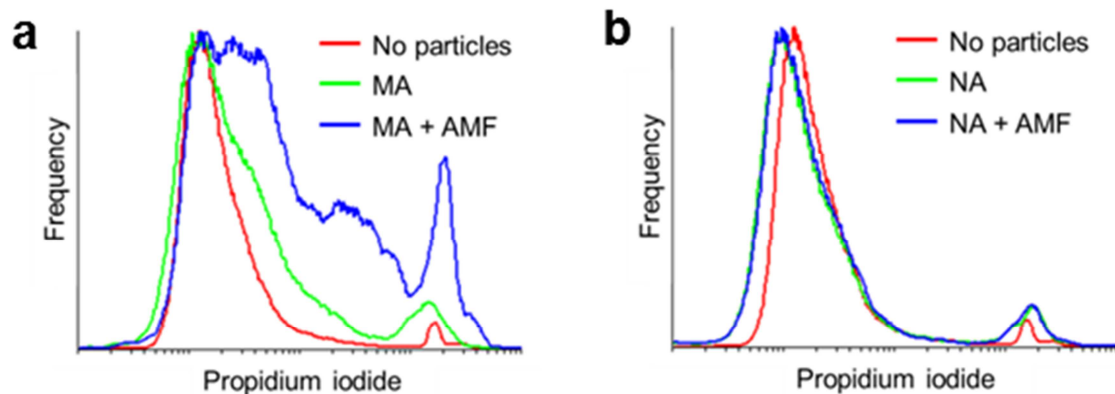 a
No particles
MA
MA + AMF
Frequency
Propidium iodide
b
No particles
NA
NA + AMF
Frequency
Propidium iodide